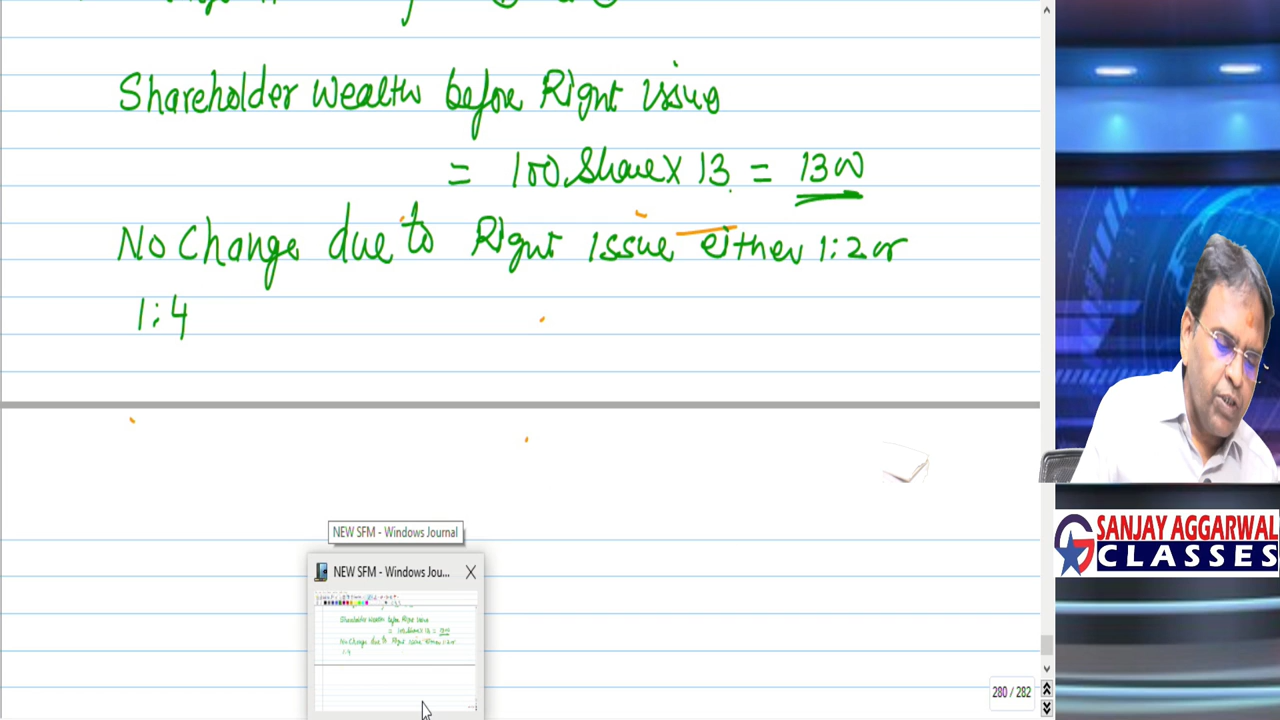 Shareholder Wealth before Right issue
= 100 Share x 13 = 1300
No Change due to Right Issue either 1:2 or
1:4
NEW SFM - Windows Journal
NEW SFM - Windows Jou...
SANJAY AGGARWAL
CLASSES
280 / 282